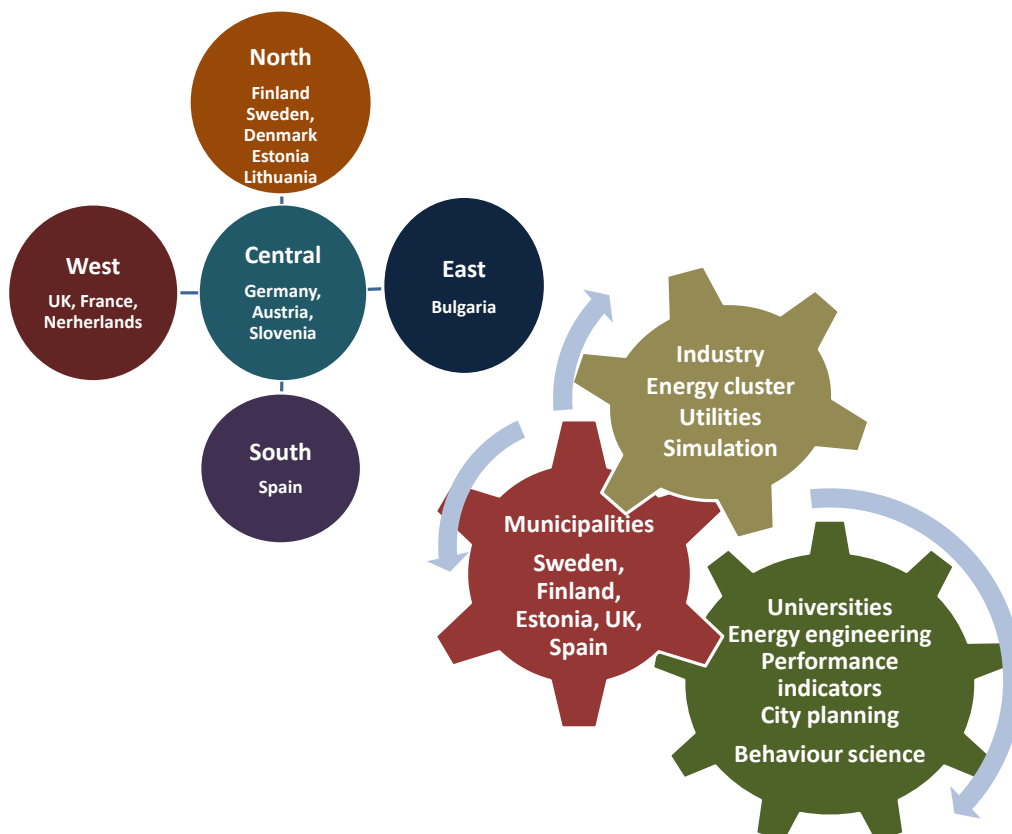 North
Finland
Sweden,
Denmark
Estonia
Lithuania
West
UK, France,
Nerherlands
Central
Germany,
Austria,
Slovenia
East
Bulgaria
South
Spain
Industry
Energy cluster
Utilities
Simulation
Municipalities
Sweden,
Finland,
Estonia, UK,
Spain
Universities
Energy engineering
Performance
indicators
City planning
Behaviour science